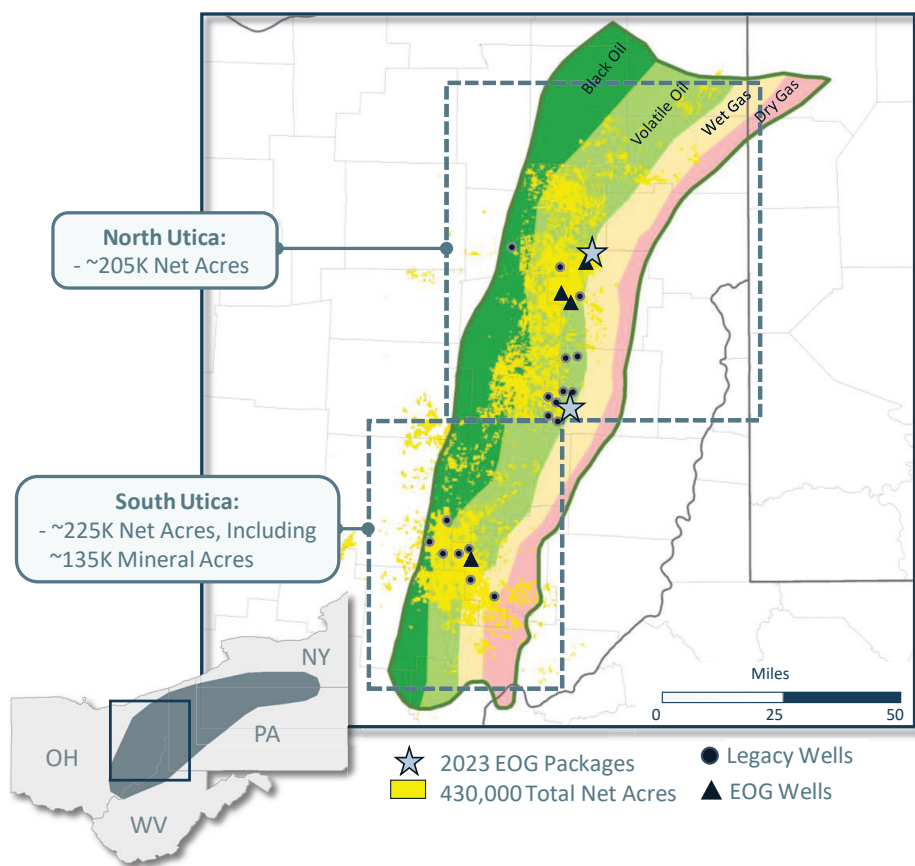 Black Oil
Volatile Oil
Wet Gas
Dry Gas
North Utica:
- ~205K Net Acres
South Utica:
- ~225K Net Acres, Including
~135K Mineral Acres
NY
PA
OH
WV
Miles
0 25 50
2023 EOG Packages
Legacy Wells
430,000 Total Net Acres
EOG Wells